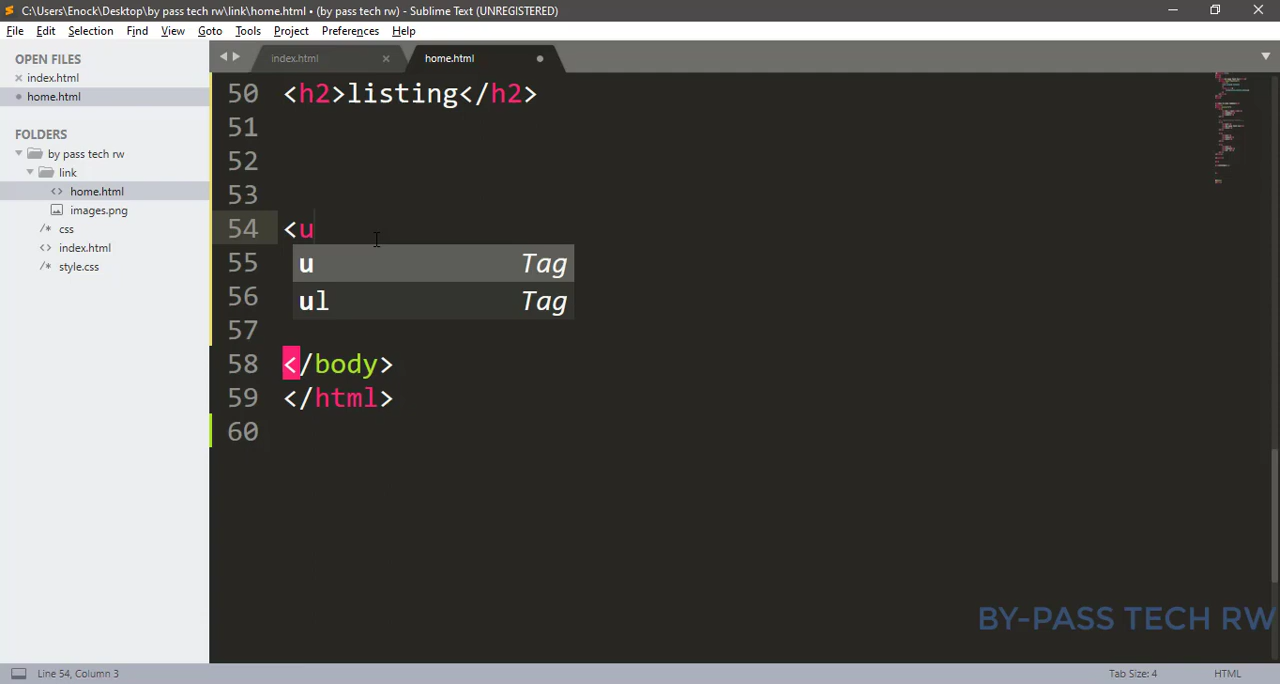 C:\Users\Enock\Desktop\by pass tech rw\link\home.html • (by pass tech rw) - Sublime Text (UNREGISTERED)
File Edit Selection Find View Goto Tools Project Preferences Help
OPEN FILES
index.html
home.html
FOLDERS
by pass tech rw
link
home.html
images.png
css
index.html
style.css
index.html
home.html
50 <h2>listing</h2>
51
52
53
54 <u
55
u Tag
56
ul Tag
57
58 </body>
59 </html>
60
BY-PASS TECH RW
Line 54, Column 3
Tab Size: 4
HTML